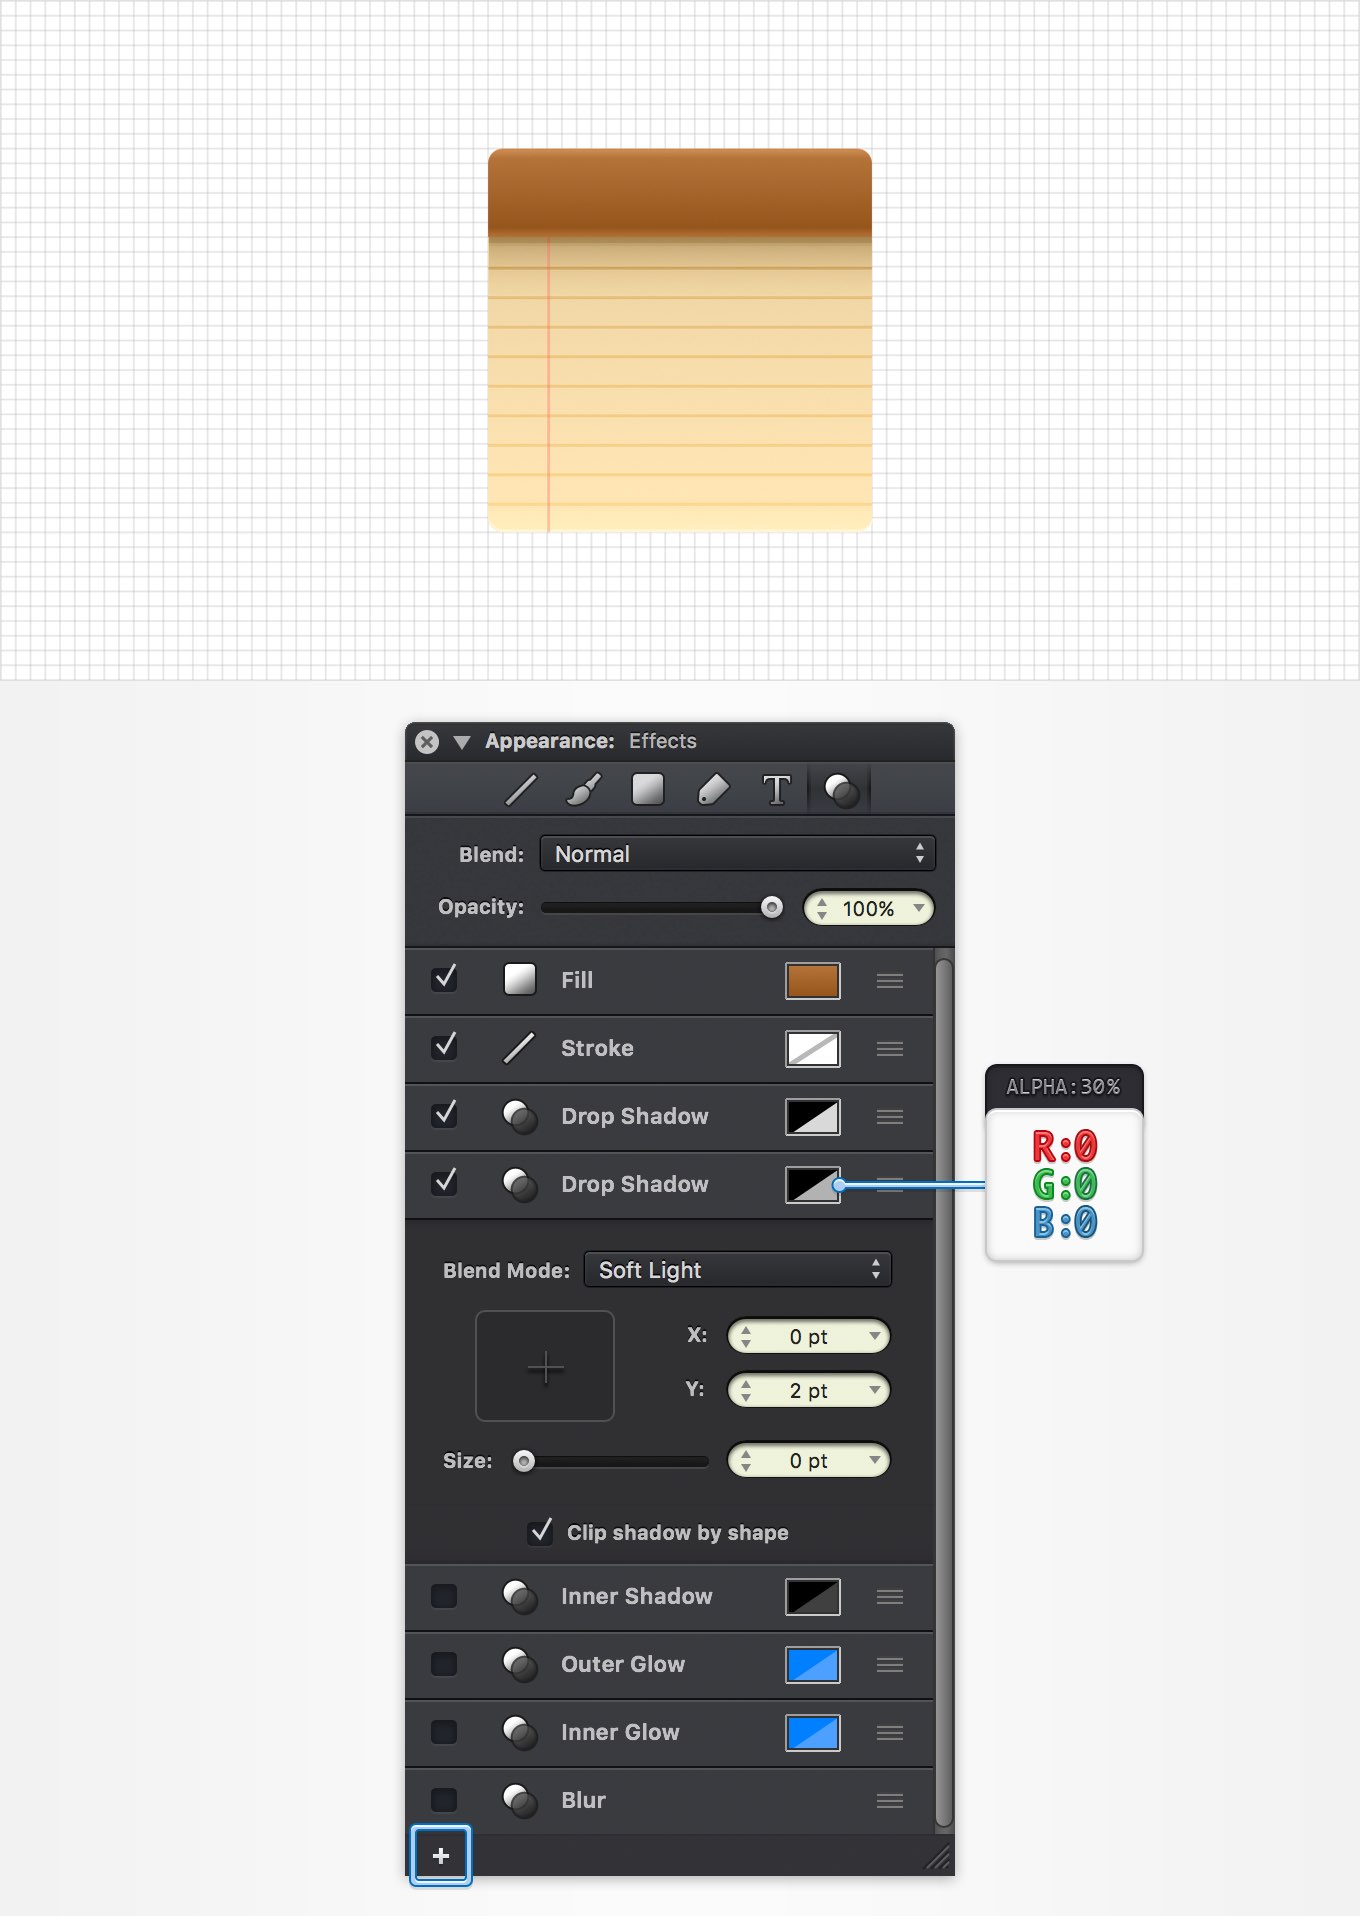 Appearance: Effects
T
Blend: Normal
Opacity: 100%
Fill
Stroke
Drop Shadow
Drop Shadow
ALPHA:30%
R:0
G:0
B:0
Blend Mode: Soft Light
X: 0 pt
Y: 2 pt
Size: 0 pt
Clip shadow by shape
Inner Shadow
Outer Glow
Inner Glow
Blur
+